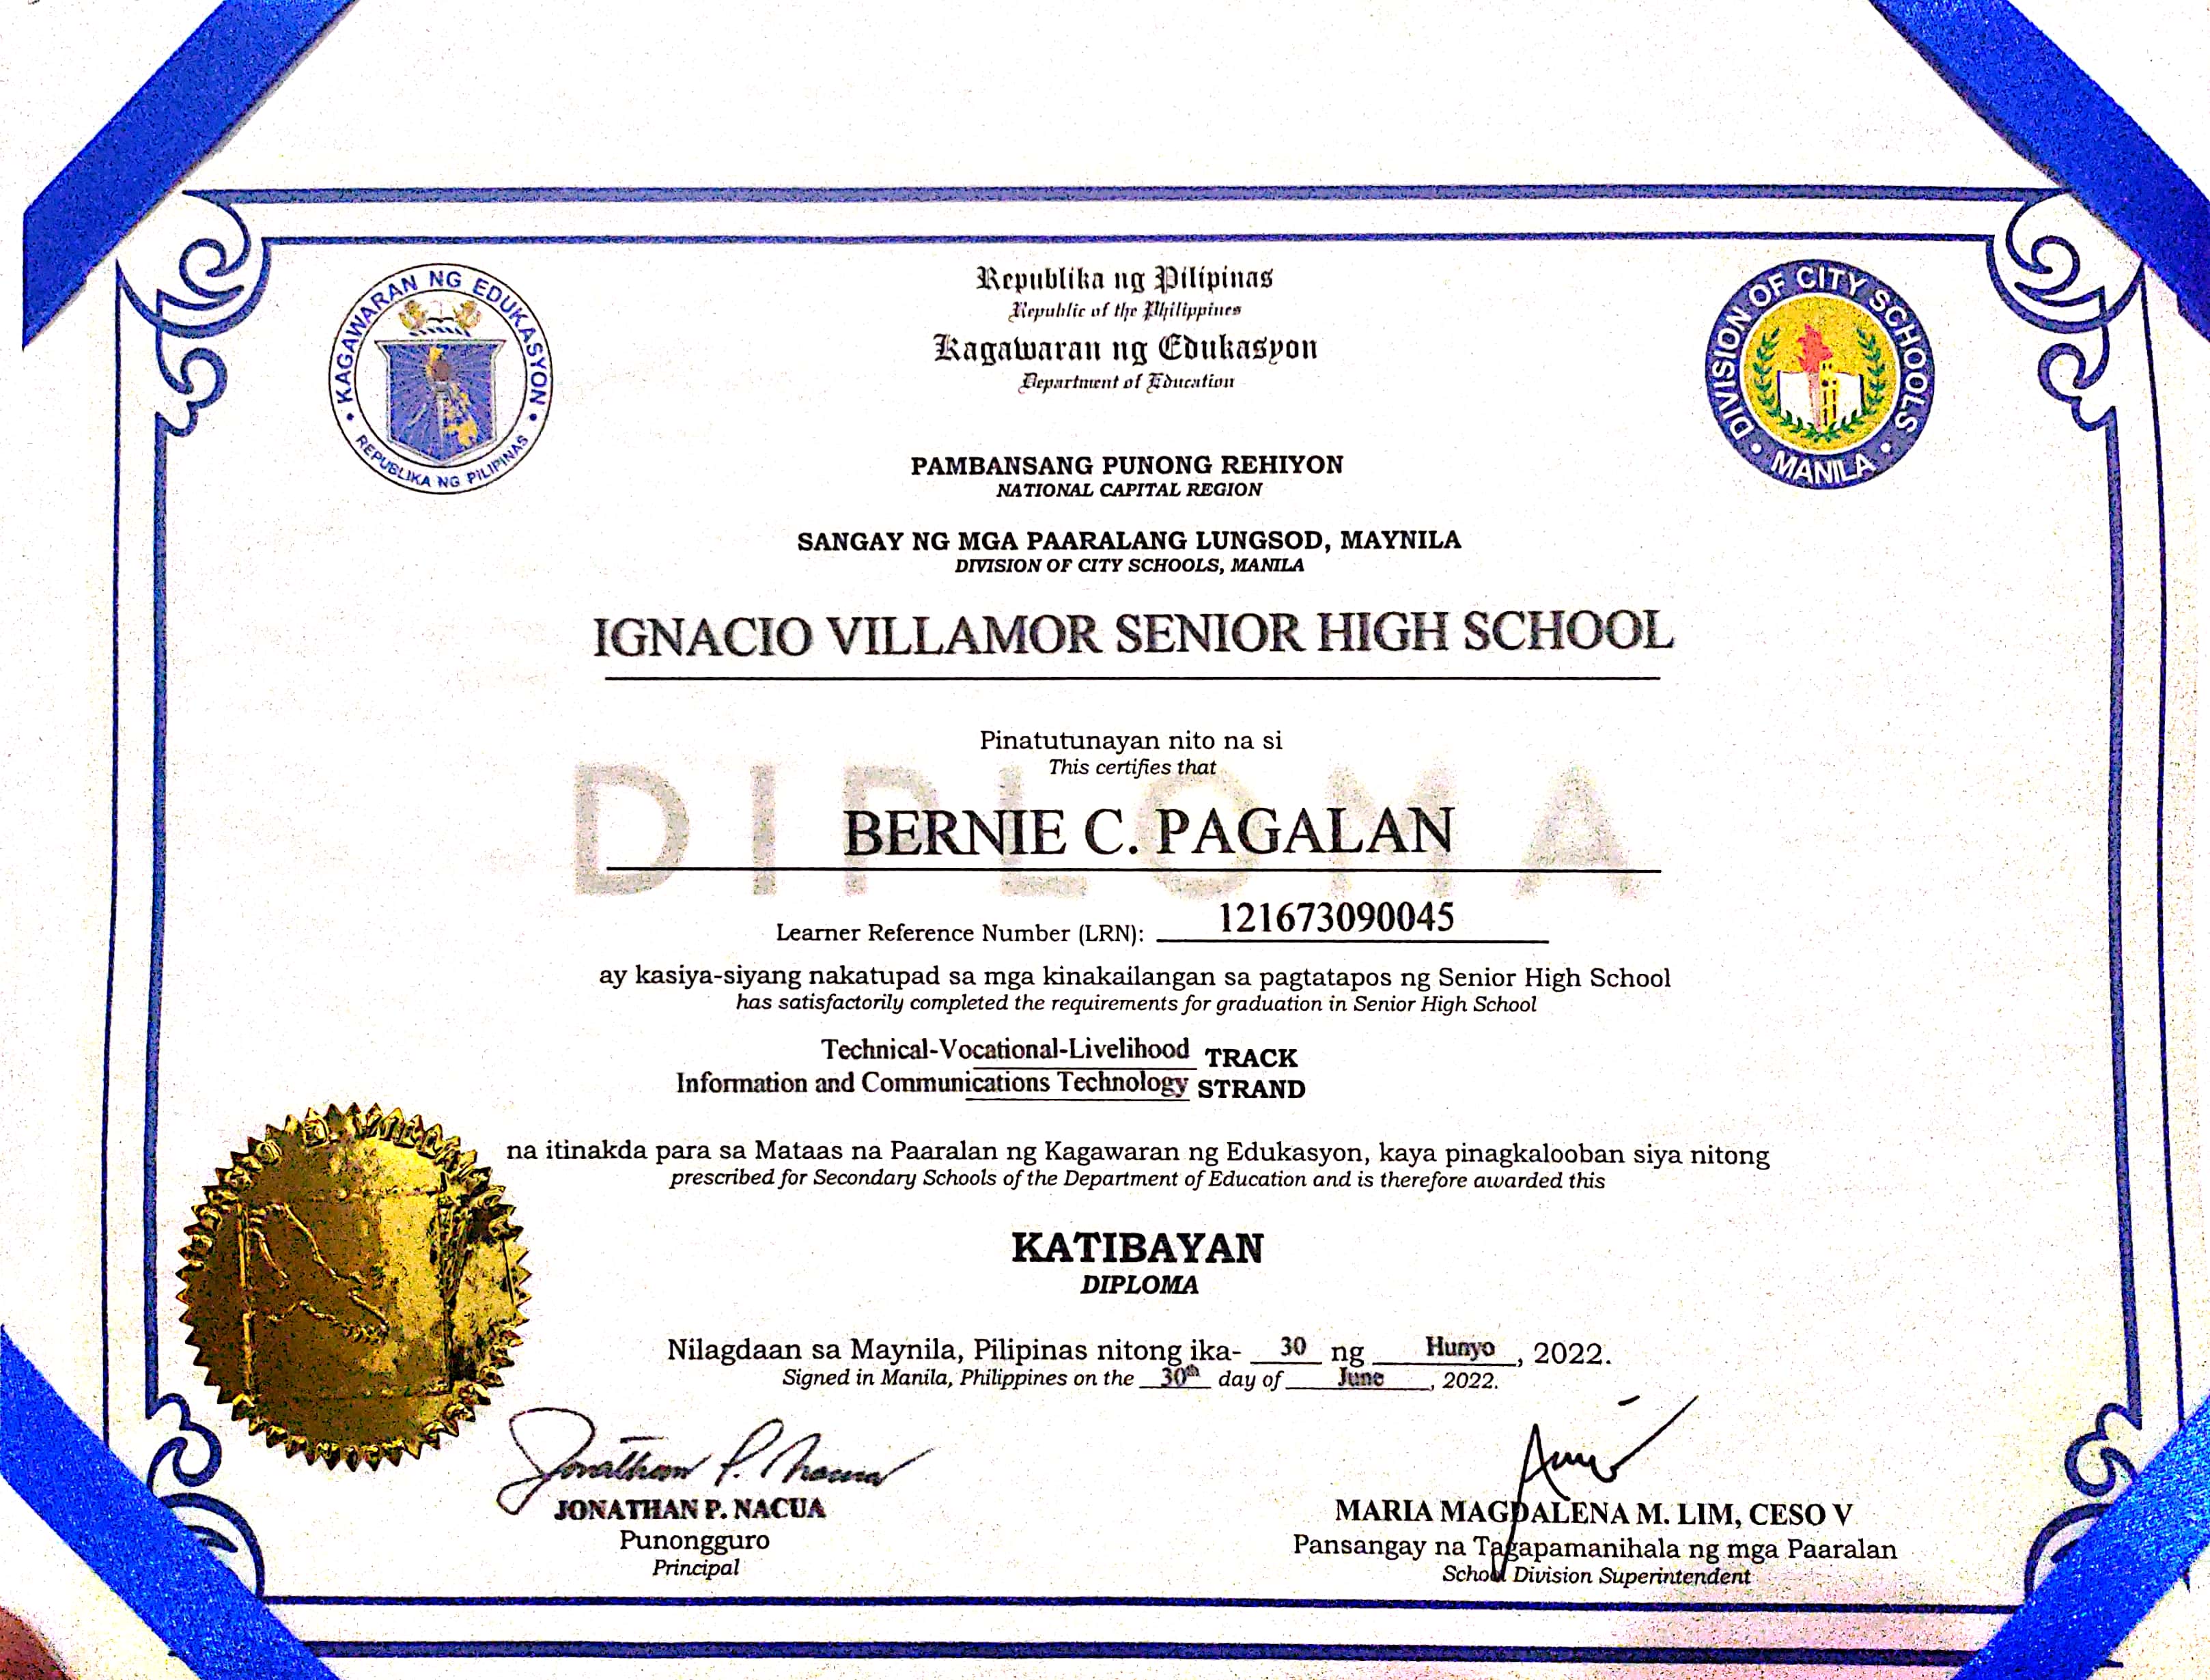 KAGAWARAN NG EDUKASYON
REPUBLIKA NG PILIPINAS
DIVISION OF CITY SCHOOLS
MANILA
Republika ng Pilipinas
Republic of the Philippines
Kagawaran ng Edukasyon
Department of Education
PAMBANSANG PUNONG REHIYON
NATIONAL CAPITAL REGION
SANGAY NG MGA PAARALANG LUNGSOD, MAYNILA
DIVISION OF CITY SCHOOLS, MANILA
IGNACIO VILLAMOR SENIOR HIGH SCHOOL
Pinatutunayan nito na si
This certifies that
DIPLOMA
BERNIE C. PAGALAN
Learner Reference Number (LRN): 121673090045
ay kasiya-siyang nakatupad sa mga kinakailangan sa pagtatapos ng Senior High School
has satisfactorily completed the requirements for graduation in Senior High School
Technical-Vocational-Livelihood TRACK
Information and Communications Technology STRAND
na itinakda para sa Mataas na Paaralan ng Kagawaran ng Edukasyon, kaya pinagkalooban siya nitong
prescribed for Secondary Schools of the Department of Education and is therefore awarded this
KATIBAYAN
DIPLOMA
Nilagdaan sa Maynila, Pilipinas nitong ika- 30 ng Hunyo, 2022.
Signed in Manila, Philippines on the 30th day of June, 2022.
Jonathan P. Nacua
JONATHAN P. NACUA
Punongguro
Principal
MARIA MAGDALENA M. LIM, CESO V
Pansangay na Tagapamanihala ng mga Paaralan
School Division Superintendent